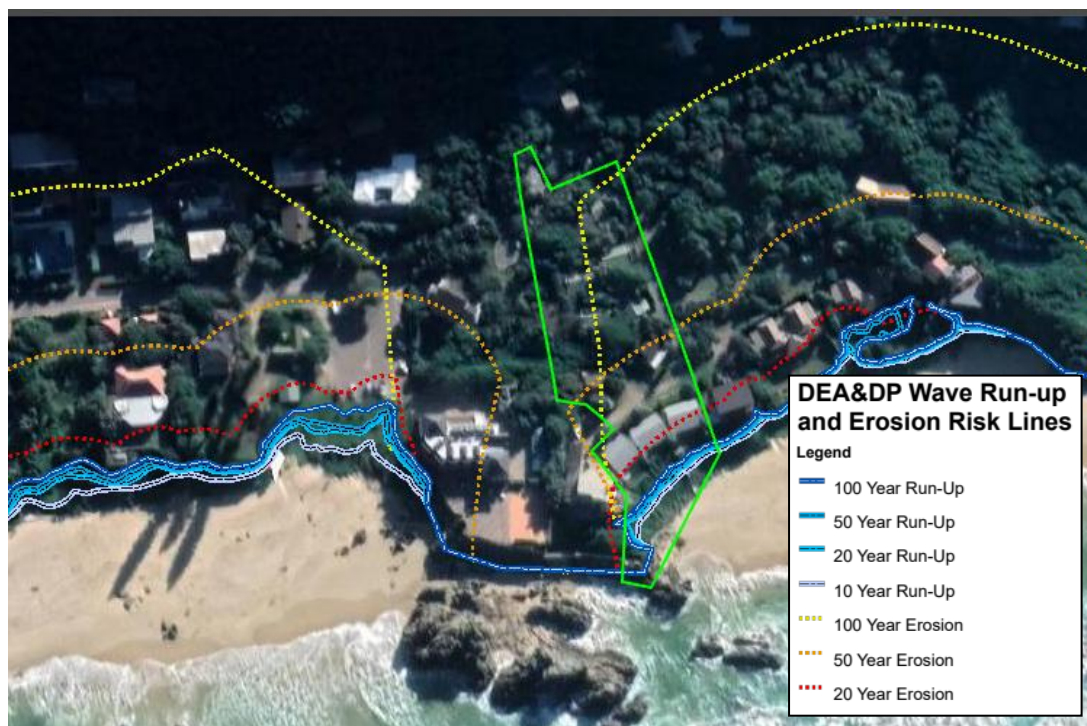 DEA&DP Wave Run-up
and Erosion Risk Lines
Legend
100 Year Run-Up
50 Year Run-Up
20 Year Run-Up
10 Year Run-Up
100 Year Erosion
50 Year Erosion
20 Year Erosion